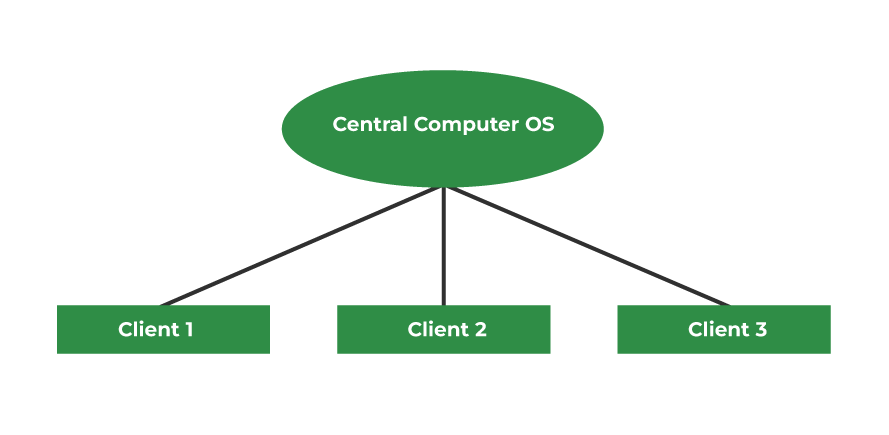 Central Computer OS
Client 1
Client 2
Client 3